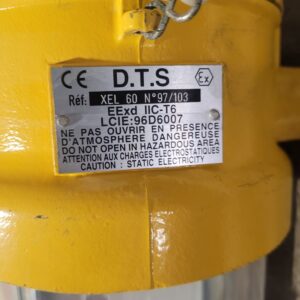 CE D.T.S Ex
Réf: XEL 60 N°97/103
EExd IIC-T6
LCIE:96D6007
NE PAS OUVRIR EN PRESENCE
D'ATMOSPHERE DANGEREUSE
DO NOT OPEN IN HAZARDOUS AREA
ATTENTION AUX CHARGES ELECTROSTATIQUES
CAUTION : STATIC ELECTRICITY